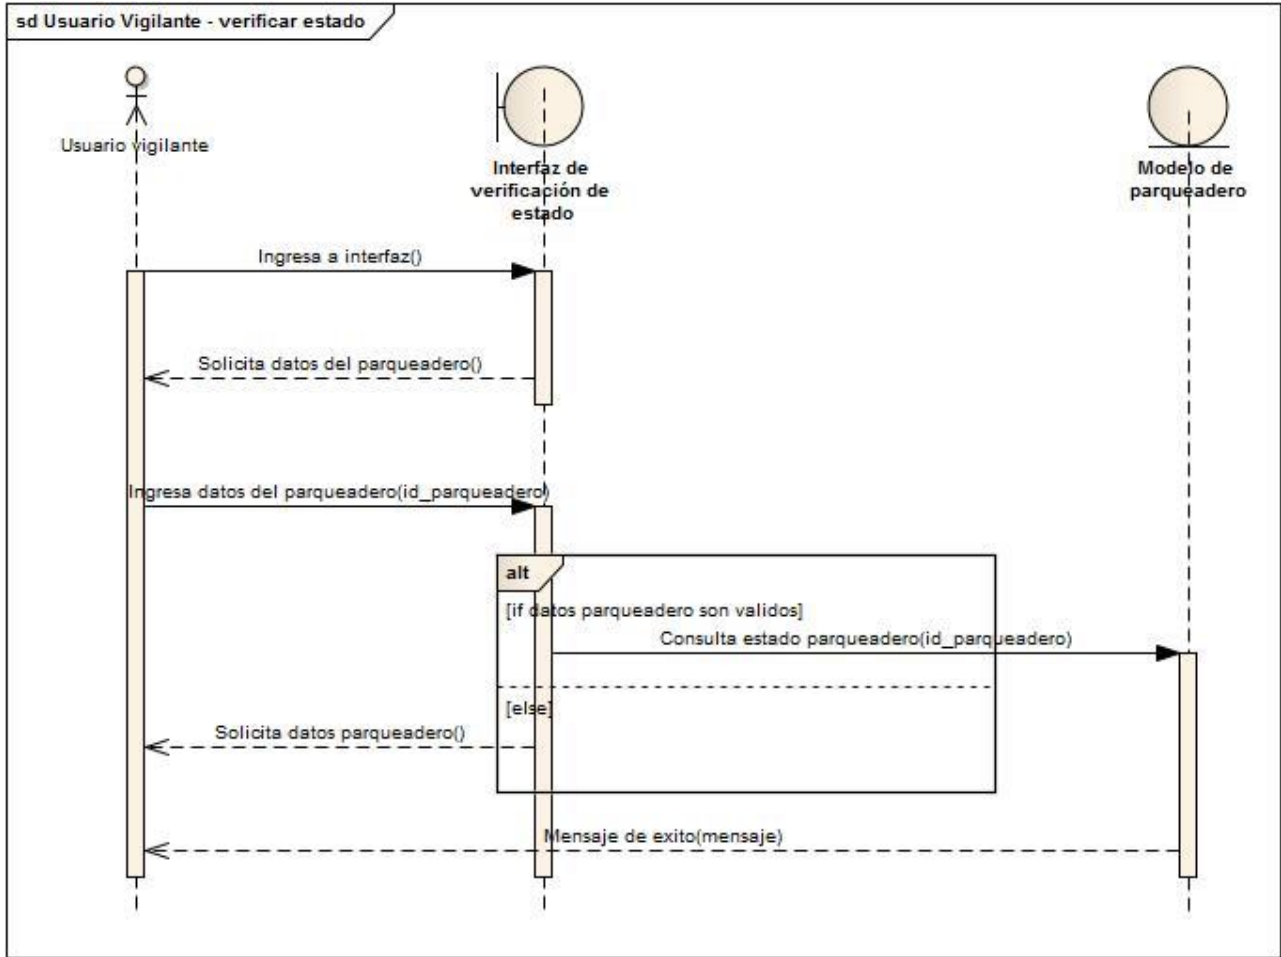 sd Usuario Vigilante - verificar estado
Usuario vigilante
Interfaz de
verificación de
estado
Modelo de
parqueadero
Ingresa a interfaz()
Solicita datos del parqueadero()
Ingresa datos del parqueadero(id_parqueadero)
alt
[if datos parqueadero son validos]
Consulta estado parqueadero(id_parqueadero)
[else]
Solicita datos parqueadero()
Mensaje de exito(mensaje)